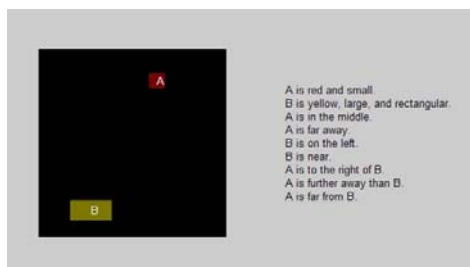 A
B
A is red and small.
B is yellow, large, and rectangular.
A is in the middle.
A is far away.
B is on the left.
B is near.
A is to the right of B.
A is further away than B.
A is far from B.